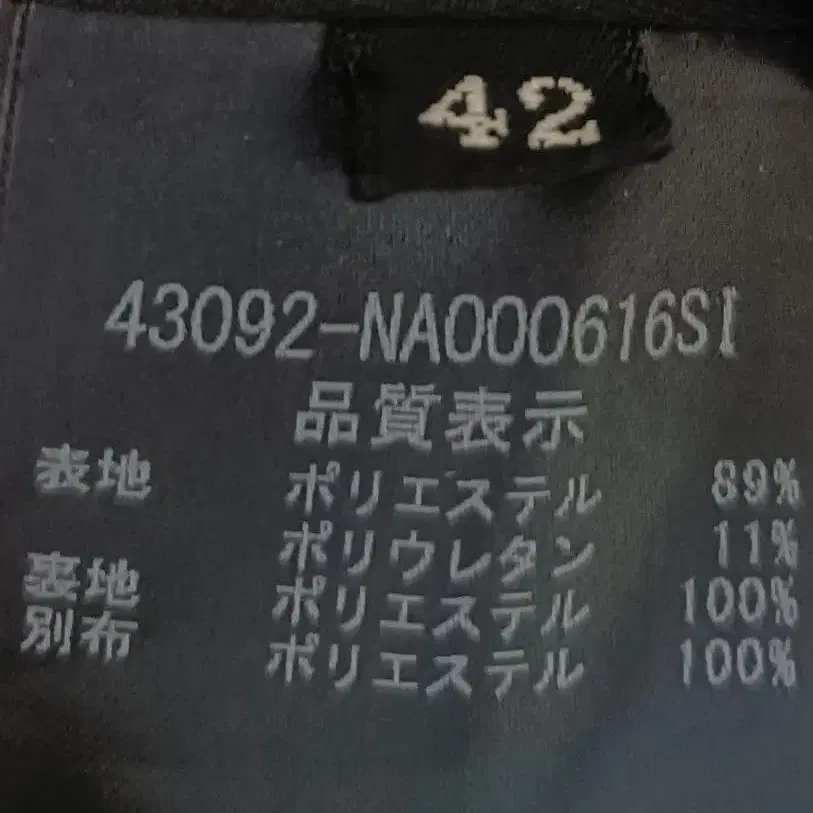 42
43092-NA000616SI
品質表示
表地 ポリエステル 89%
ポリウレタン 11%
裏地 ポリエステル 100%
別布 ポリエステル 100%